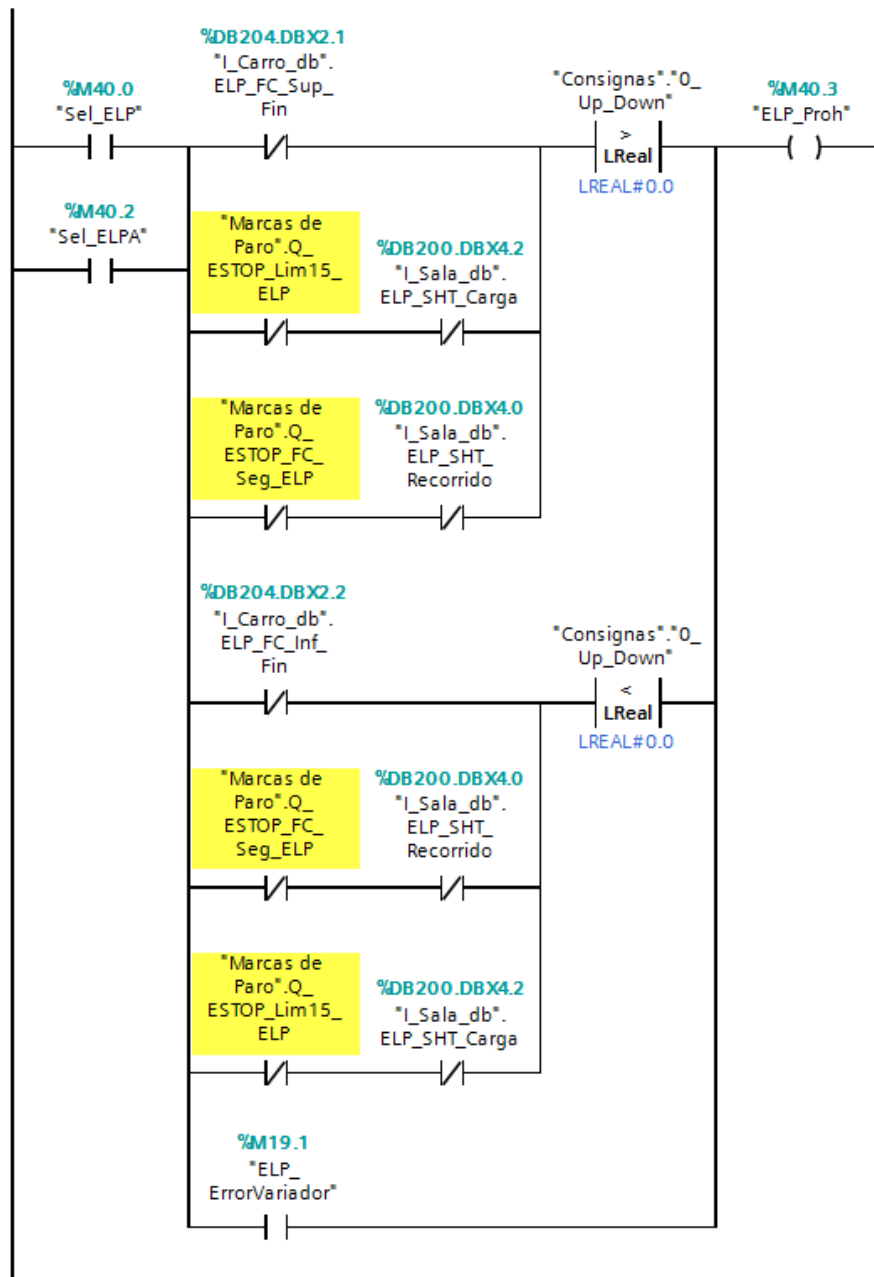 %DB204.DBX2.1
"I_Carro_db".
ELP_FC_Sup_
Fin
%M40.0
"Sel_ELP"
"Consignas"."0_
Up_Down"
>
LReal
LREAL#0.0
%M40.3
"ELP_Proh"
%M40.2
"Sel_ELPA"
"Marcas de
Paro".Q_
ESTOP_Lim15_
ELP
%DB200.DBX4.2
"I_Sala_db".
ELP_SHT_Carga
"Marcas de
Paro".Q_
ESTOP_FC_
Seg_ELP
%DB200.DBX4.0
"I_Sala_db".
ELP_SHT_
Recorrido
%DB204.DBX2.2
"I_Carro_db".
ELP_FC_Inf_
Fin
"Consignas"."0_
Up_Down"
<
LReal
LREAL#0.0
"Marcas de
Paro".Q_
ESTOP_FC_
Seg_ELP
%DB200.DBX4.0
"I_Sala_db".
ELP_SHT_
Recorrido
"Marcas de
Paro".Q_
ESTOP_Lim15_
ELP
%DB200.DBX4.2
"I_Sala_db".
ELP_SHT_Carga
%M19.1
"ELP_
ErrorVariador"